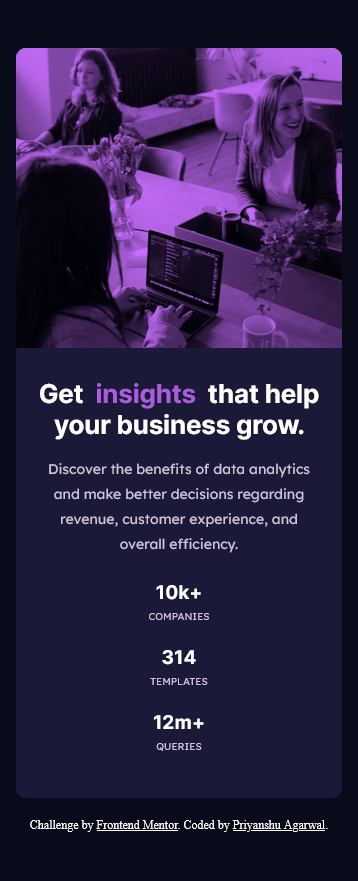 Get insights that help
your business grow.
Discover the benefits of data analytics
and make better decisions regarding
revenue, customer experience, and
overall efficiency.
10k+
COMPANIES
314
TEMPLATES
12m+
QUERIES
Challenge by Frontend Mentor. Coded by Priyanshu Agarwal.